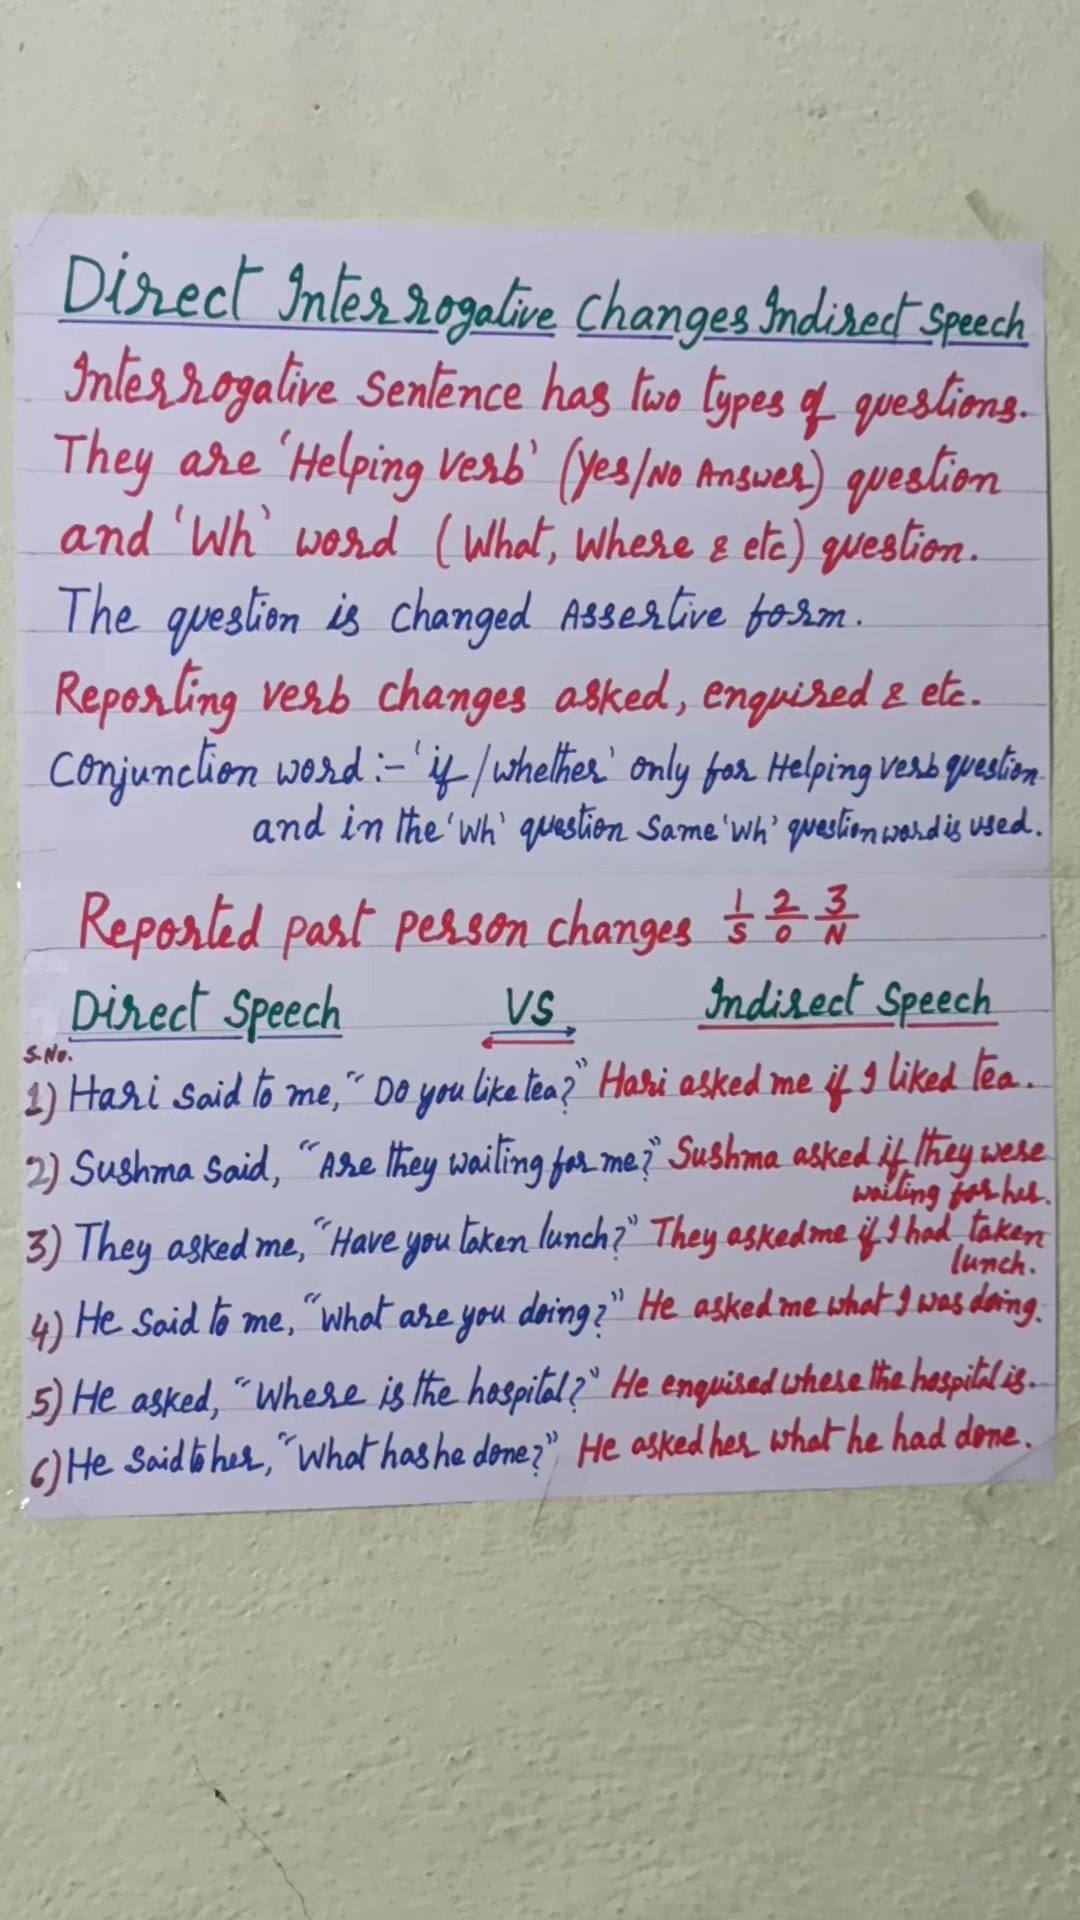 Direct Interrogative Changes Indirect Speech
Interrogative Sentence has two types of questions.
They are 'Helping Verb' (Yes/No Answer) question
and 'Wh' word (What, Where & etc) question.
The question is changed Assertive form.
Reporting verb changes asked, enquired & etc.
Conjunction word :- 'if/whether' only for Helping verb question
and in the 'Wh' question Same 'Wh' question word is used.
Reported part person changes 1/S 2/O 3/N
Direct Speech VS Indirect Speech
S.No.
1) Hari said to me, "Do you like tea?" Hari asked me if I liked tea.
2) Sushma said, "Are they waiting for me?" Sushma asked if they were
waiting for her.
3) They asked me, "Have you taken lunch?" They asked me if I had taken
lunch.
4) He said to me, "What are you doing?" He asked me what I was doing.
5) He asked, "Where is the hospital?" He enquired where the hospital is.
6) He said to her, "What has he done?" He asked her what he had done.